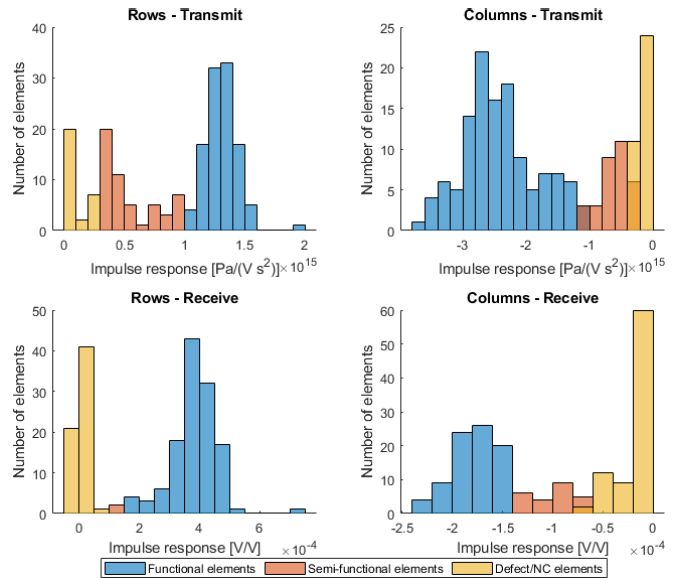 Rows - Transmit
Number of elements
40
30
20
10
0
0 0.5 1 1.5 2
Impulse response [Pa/(V s²)] ×10¹⁵
Columns - Transmit
Number of elements
25
20
15
10
5
0
-3 -2 -1 0
Impulse response [Pa/(V s²)] ×10¹⁵
Rows - Receive
Number of elements
50
40
30
20
10
0
2 4 6
Impulse response [V/V] ×10⁻⁴
Columns - Receive
Number of elements
60
50
40
30
20
10
0
-2.5 -2 -1.5 -1 -0.5 0
Impulse response [V/V] ×10⁻⁴
Functional elements Semi-functional elements Defect/NC elements